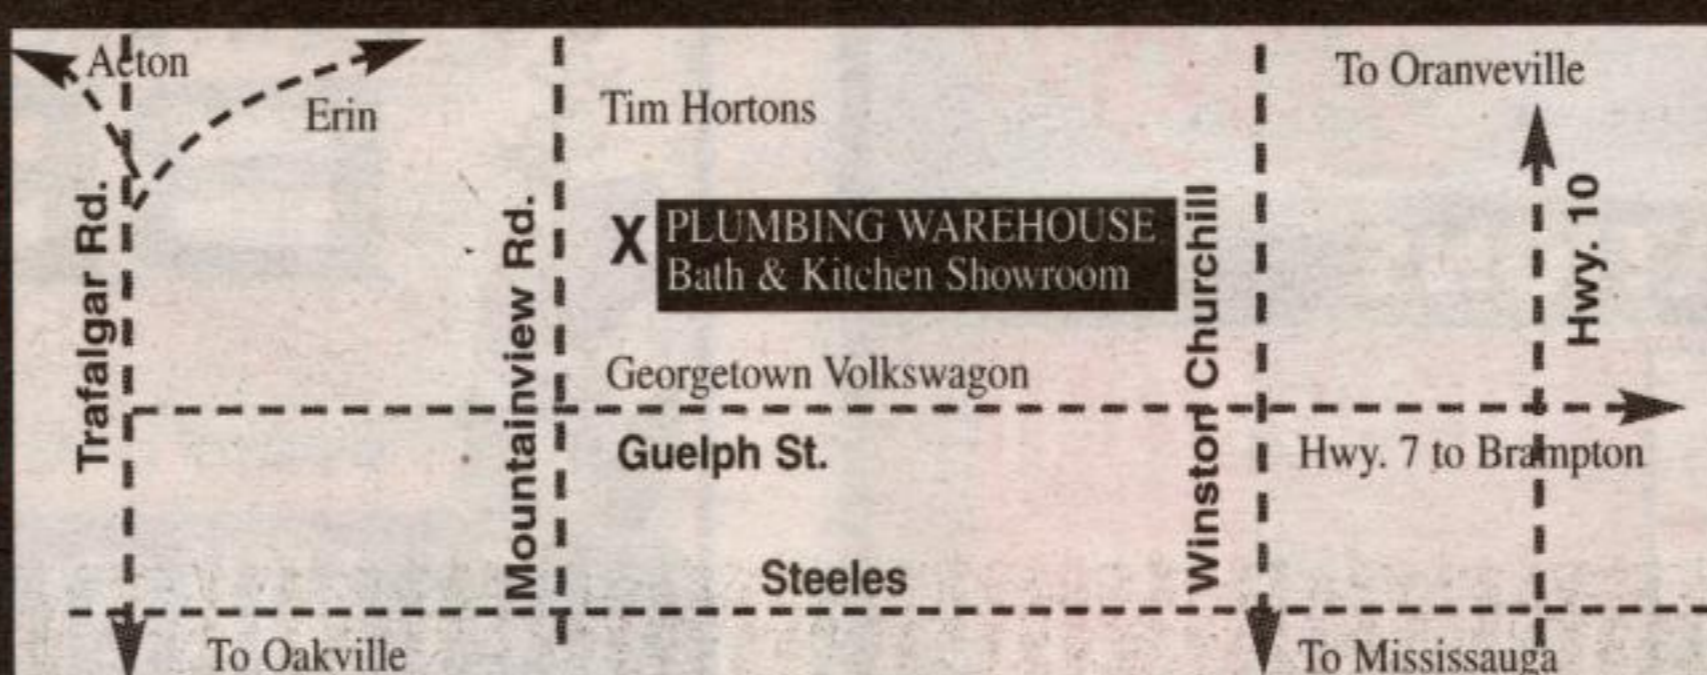 Acton
Erin
Trafalgar Rd.
Mountainview Rd.
Tim Hortons
X PLUMBING WAREHOUSE
Bath & Kitchen Showroom
Georgetown Volkswagon
Guelph St.
Steeles
To Oakville
Winston Churchill
To Oranveville
Hwy. 10
Hwy. 7 to Brampton
To Mississauga